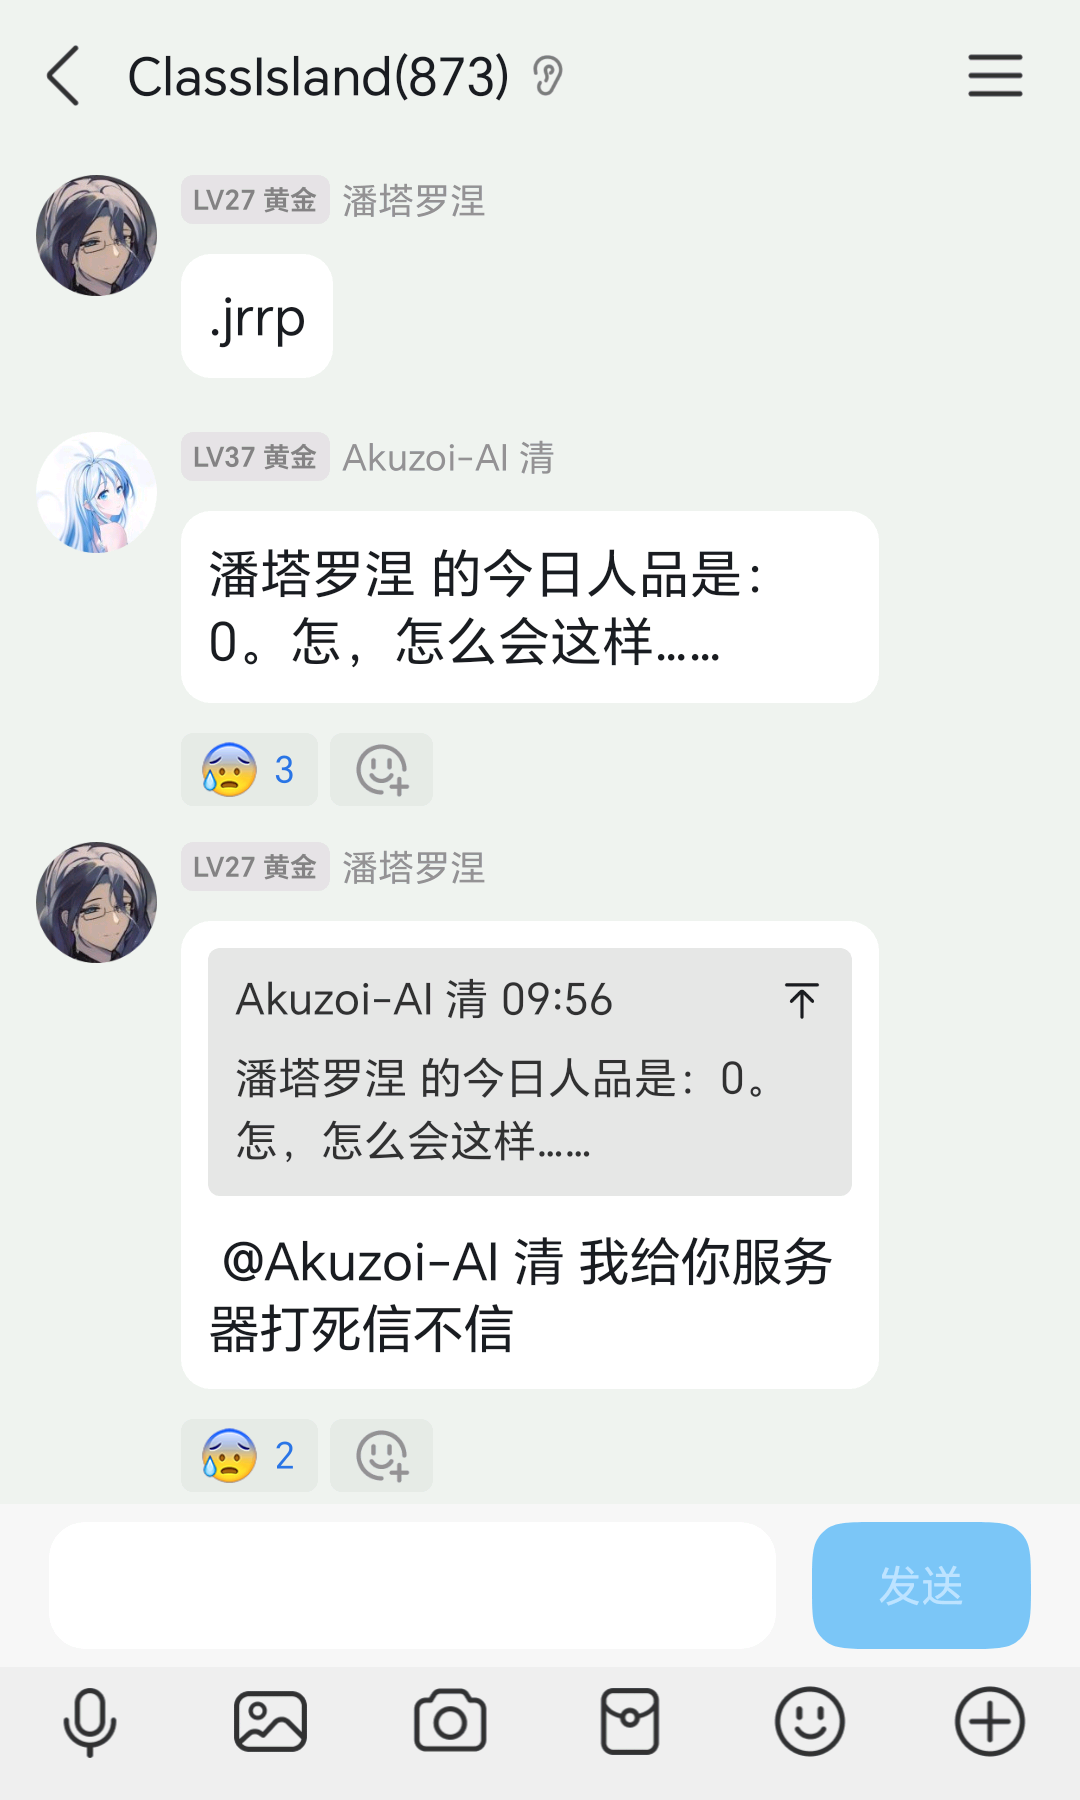 ClassIsland(873)
LV27 黄金 潘塔罗涅
.jrrp
LV37 黄金 Akuzoi-AI 清
潘塔罗涅 的今日人品是：
0。怎，怎么会这样……
3
LV27 黄金 潘塔罗涅
Akuzoi-AI 清 09:56
潘塔罗涅 的今日人品是：0。
怎，怎么会这样……
@Akuzoi-AI 清 我给你服务
器打死信不信
2
发送